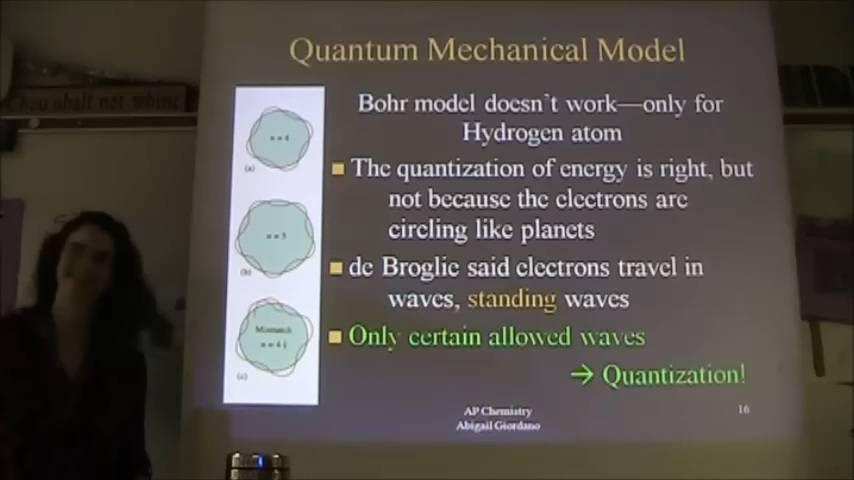 Quantum Mechanical Model
Thou shalt not whine
Bohr model doesn't work—only for
Hydrogen atom
n = 4
(a)
The quantization of energy is right, but
not because the electrons are
circling like planets
n = 5
(b)
de Broglie said electrons travel in
waves, standing waves
Mismatch
(c)
Only certain allowed waves
→ Quantization!
AP Chemistry
Abigail Giordano
16